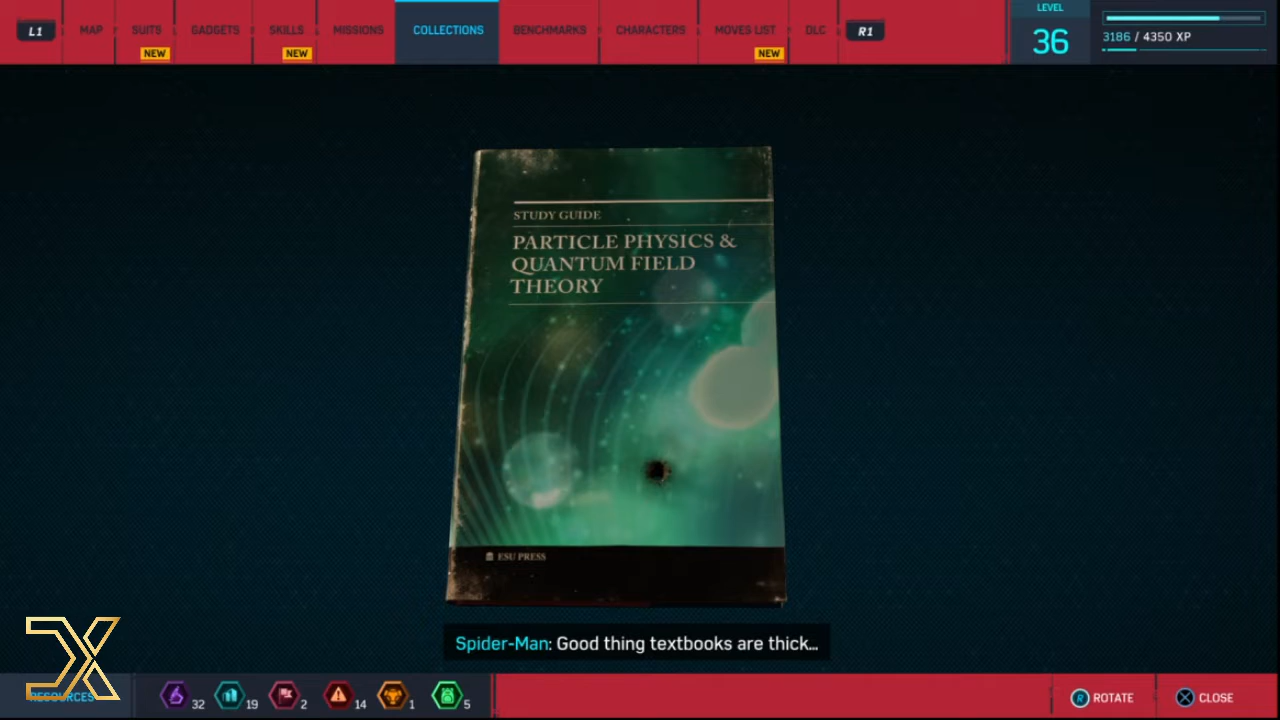 L1 MAP SUITS GADGETS SKILLS MISSIONS COLLECTIONS BENCHMARKS CHARACTERS MOVES LIST DLC R1
NEW NEW NEW
LEVEL
36
3186 / 4350 XP
STUDY GUIDE
PARTICLE PHYSICS &
QUANTUM FIELD
THEORY
ESU PRESS
Spider-Man: Good thing textbooks are thick...
RESOURCES 32 19 2 14 1 5
R ROTATE CLOSE